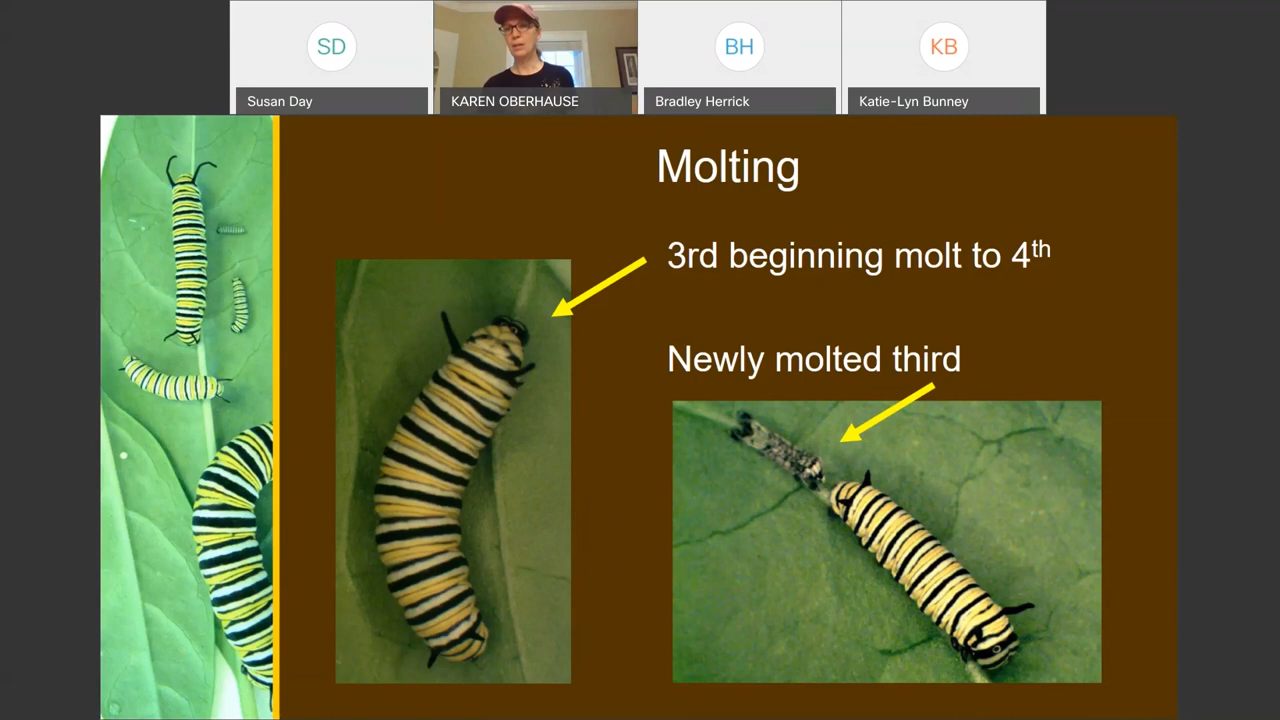 SD
BH
KB
Susan Day
KAREN OBERHAUSE
Bradley Herrick
Katie-Lyn Bunney
Molting
3rd beginning molt to 4th
Newly molted third